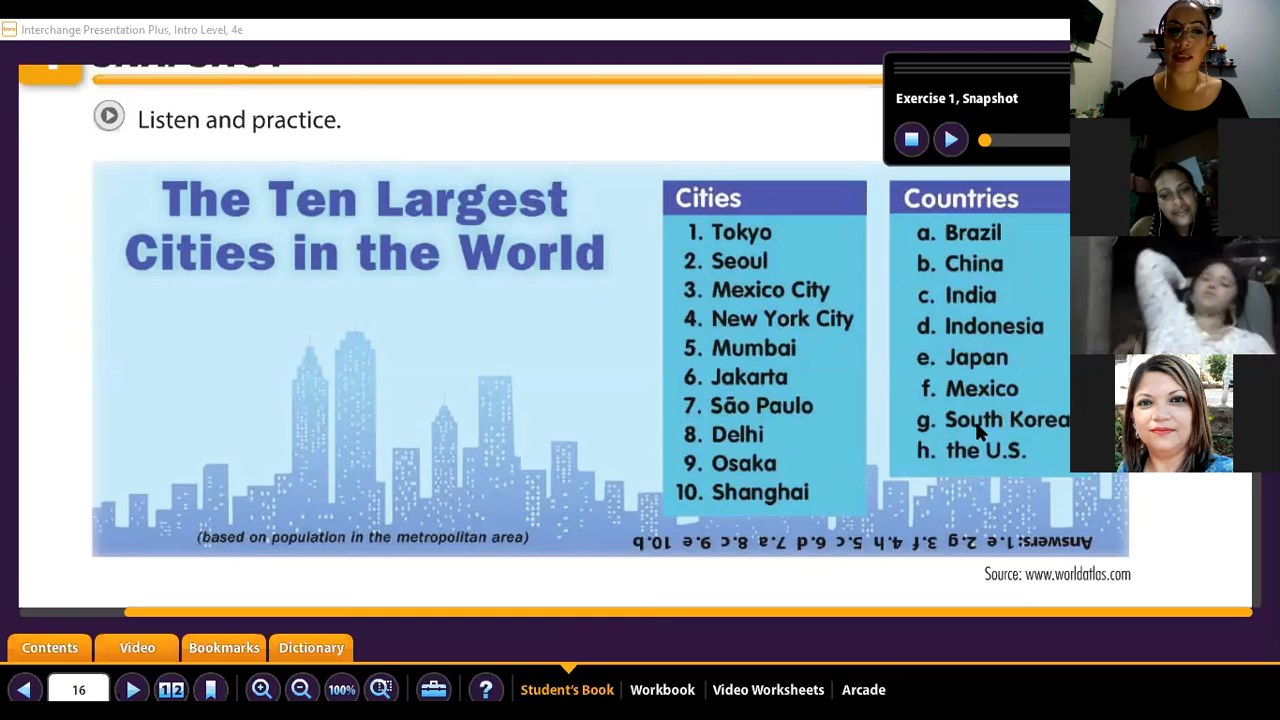 Interchange Presentation Plus, Intro Level, 4e
Listen and practice.
Exercise 1, Snapshot
The Ten Largest
Cities in the World
Cities
1. Tokyo
2. Seoul
3. Mexico City
4. New York City
5. Mumbai
6. Jakarta
7. São Paulo
8. Delhi
9. Osaka
10. Shanghai
Countries
a. Brazil
b. China
c. India
d. Indonesia
e. Japan
f. Mexico
g. South Korea
h. the U.S.
(based on population in the metropolitan area)
Answers: 1. e 2. g 3. f 4. h 5. c 6. d 7. a 8. c 9. e 10. b
Source: www.worldatlas.com
Contents Video Bookmarks Dictionary
16 12 100% ? Student's Book Workbook Video Worksheets Arcade